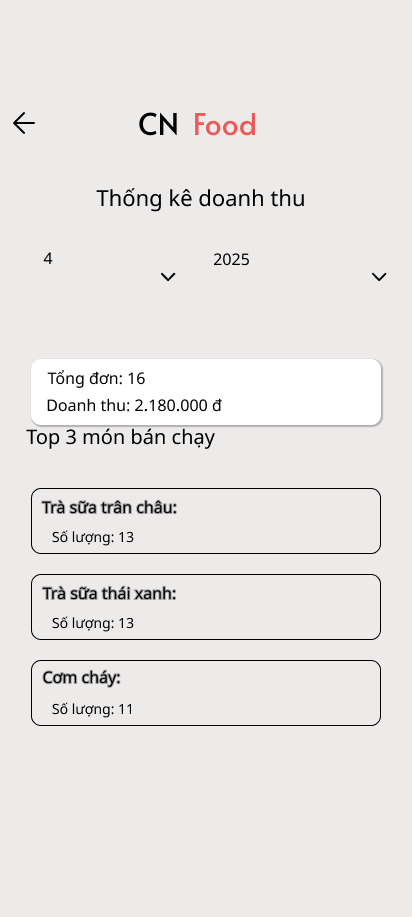 CN Food
Thống kê doanh thu
4 2025
Tổng đơn: 16
Doanh thu: 2.180.000 đ
Top 3 món bán chạy
Trà sữa trân châu:
Số lượng: 13
Trà sữa thái xanh:
Số lượng: 13
Cơm cháy:
Số lượng: 11